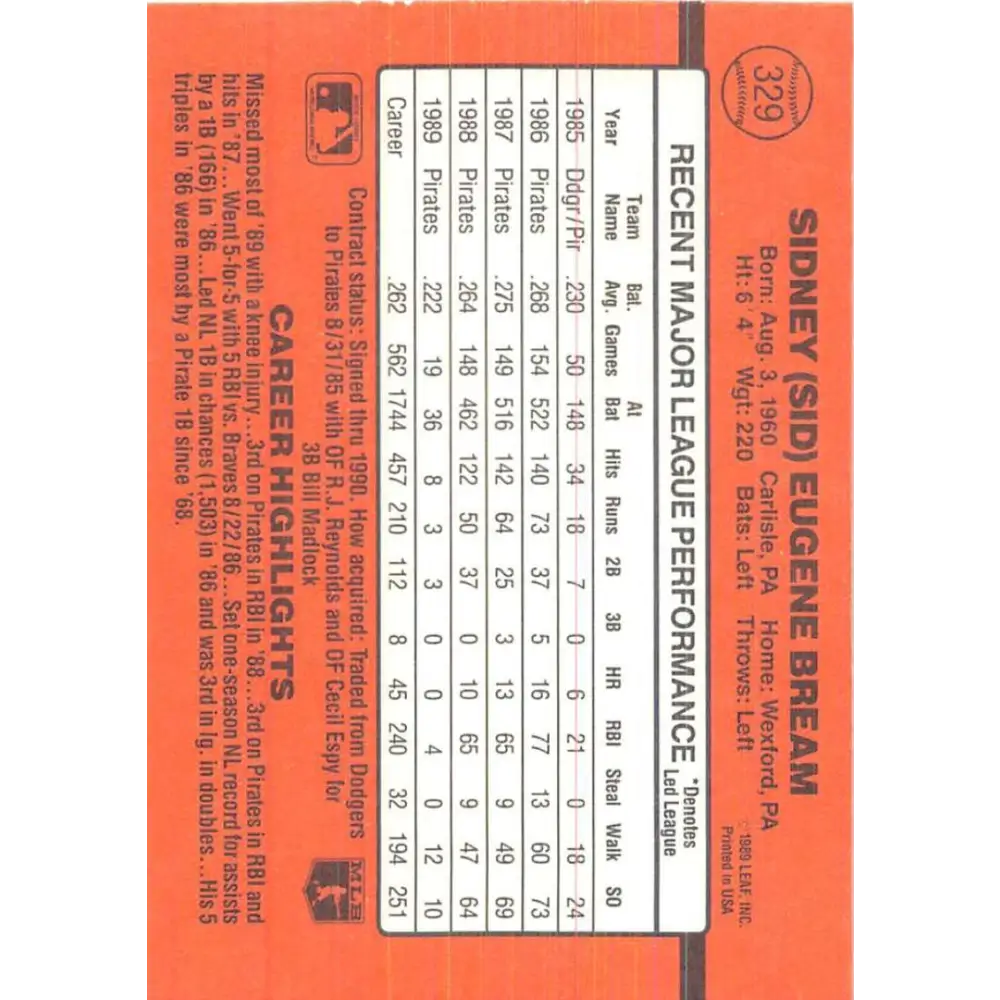 329
SIDNEY (SID) EUGENE BREAM
Born: Aug. 3, 1960 Carlisle, PA Home: Wexford, PA
Ht: 6' 4" Wgt: 220 Bats: Left Throws: Left
© 1989 LEAF, INC.
Printed in USA
RECENT MAJOR LEAGUE PERFORMANCE *Denotes Led League
Year Team Name Bat. Avg. Games At Bat Hits Runs 2B 3B HR RBI Steal Walk SO
1985 Ddgr/Pir .230 50 148 34 18 7 0 6 21 0 18 24
1986 Pirates .268 154 522 140 73 37 5 16 77 13 60 73
1987 Pirates .275 149 516 142 64 25 3 13 65 9 49 69
1988 Pirates .264 148 462 122 50 37 0 10 65 9 47 64
1989 Pirates .222 19 36 8 3 3 0 0 4 0 12 10
Career .262 562 1744 457 210 112 8 45 240 32 194 251
Contract status: Signed thru 1990. How acquired: Traded from Dodgers
to Piraies 8/31/85 with OF R.J. Reynolds and OF Cecil Espy for
3B Bill Madlock
MLB
CAREER HIGHLIGHTS
Missed most of '89 with a knee injury...3rd on Pirates in RBI in '88...3rd on Pirates in RBI and
hits in '87...Went 5-for-5 with 5 RBI vs. Braves 8/22/86...Set one-season NL record for assists
by a 1B (166) in '86...Led NL 1B in chances (1,503) in '86 and was 3rd in lg. in doubles...His 5
triples in '86 were most by a Pirate 1B since '68.